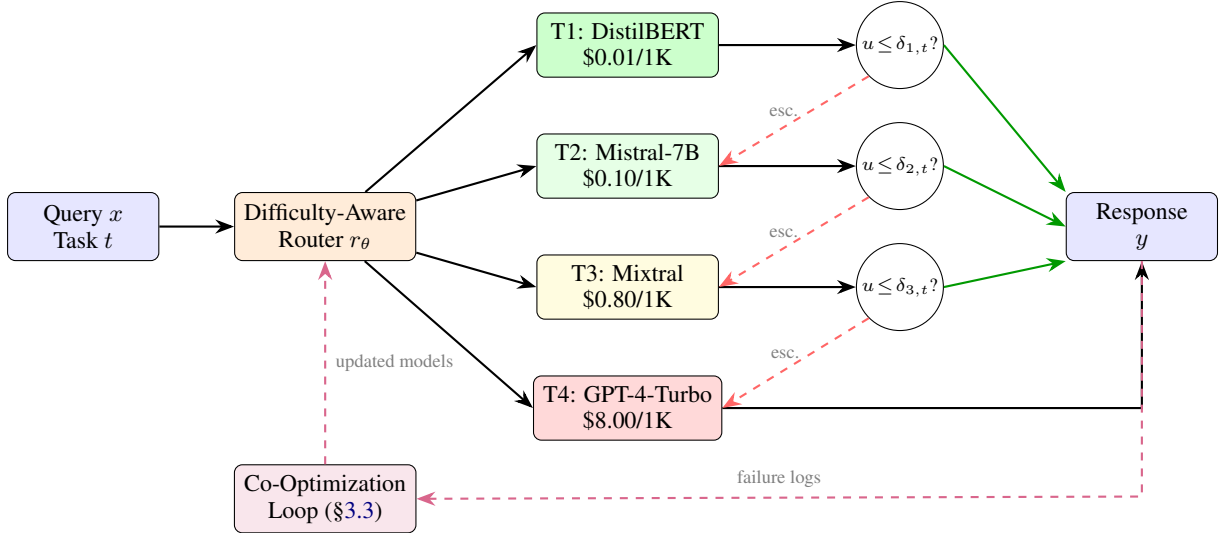 T1: DistilBERT
$0.01/1K
u ≤ δ₁,ₜ?
esc.
T2: Mistral-7B
$0.10/1K
u ≤ δ₂,ₜ?
Query x
Task t
Difficulty-Aware
Router r_θ
Response
y
esc.
T3: Mixtral
$0.80/1K
u ≤ δ₃,ₜ?
esc.
updated models
T4: GPT-4-Turbo
$8.00/1K
Co-Optimization
Loop (§3.3)
failure logs